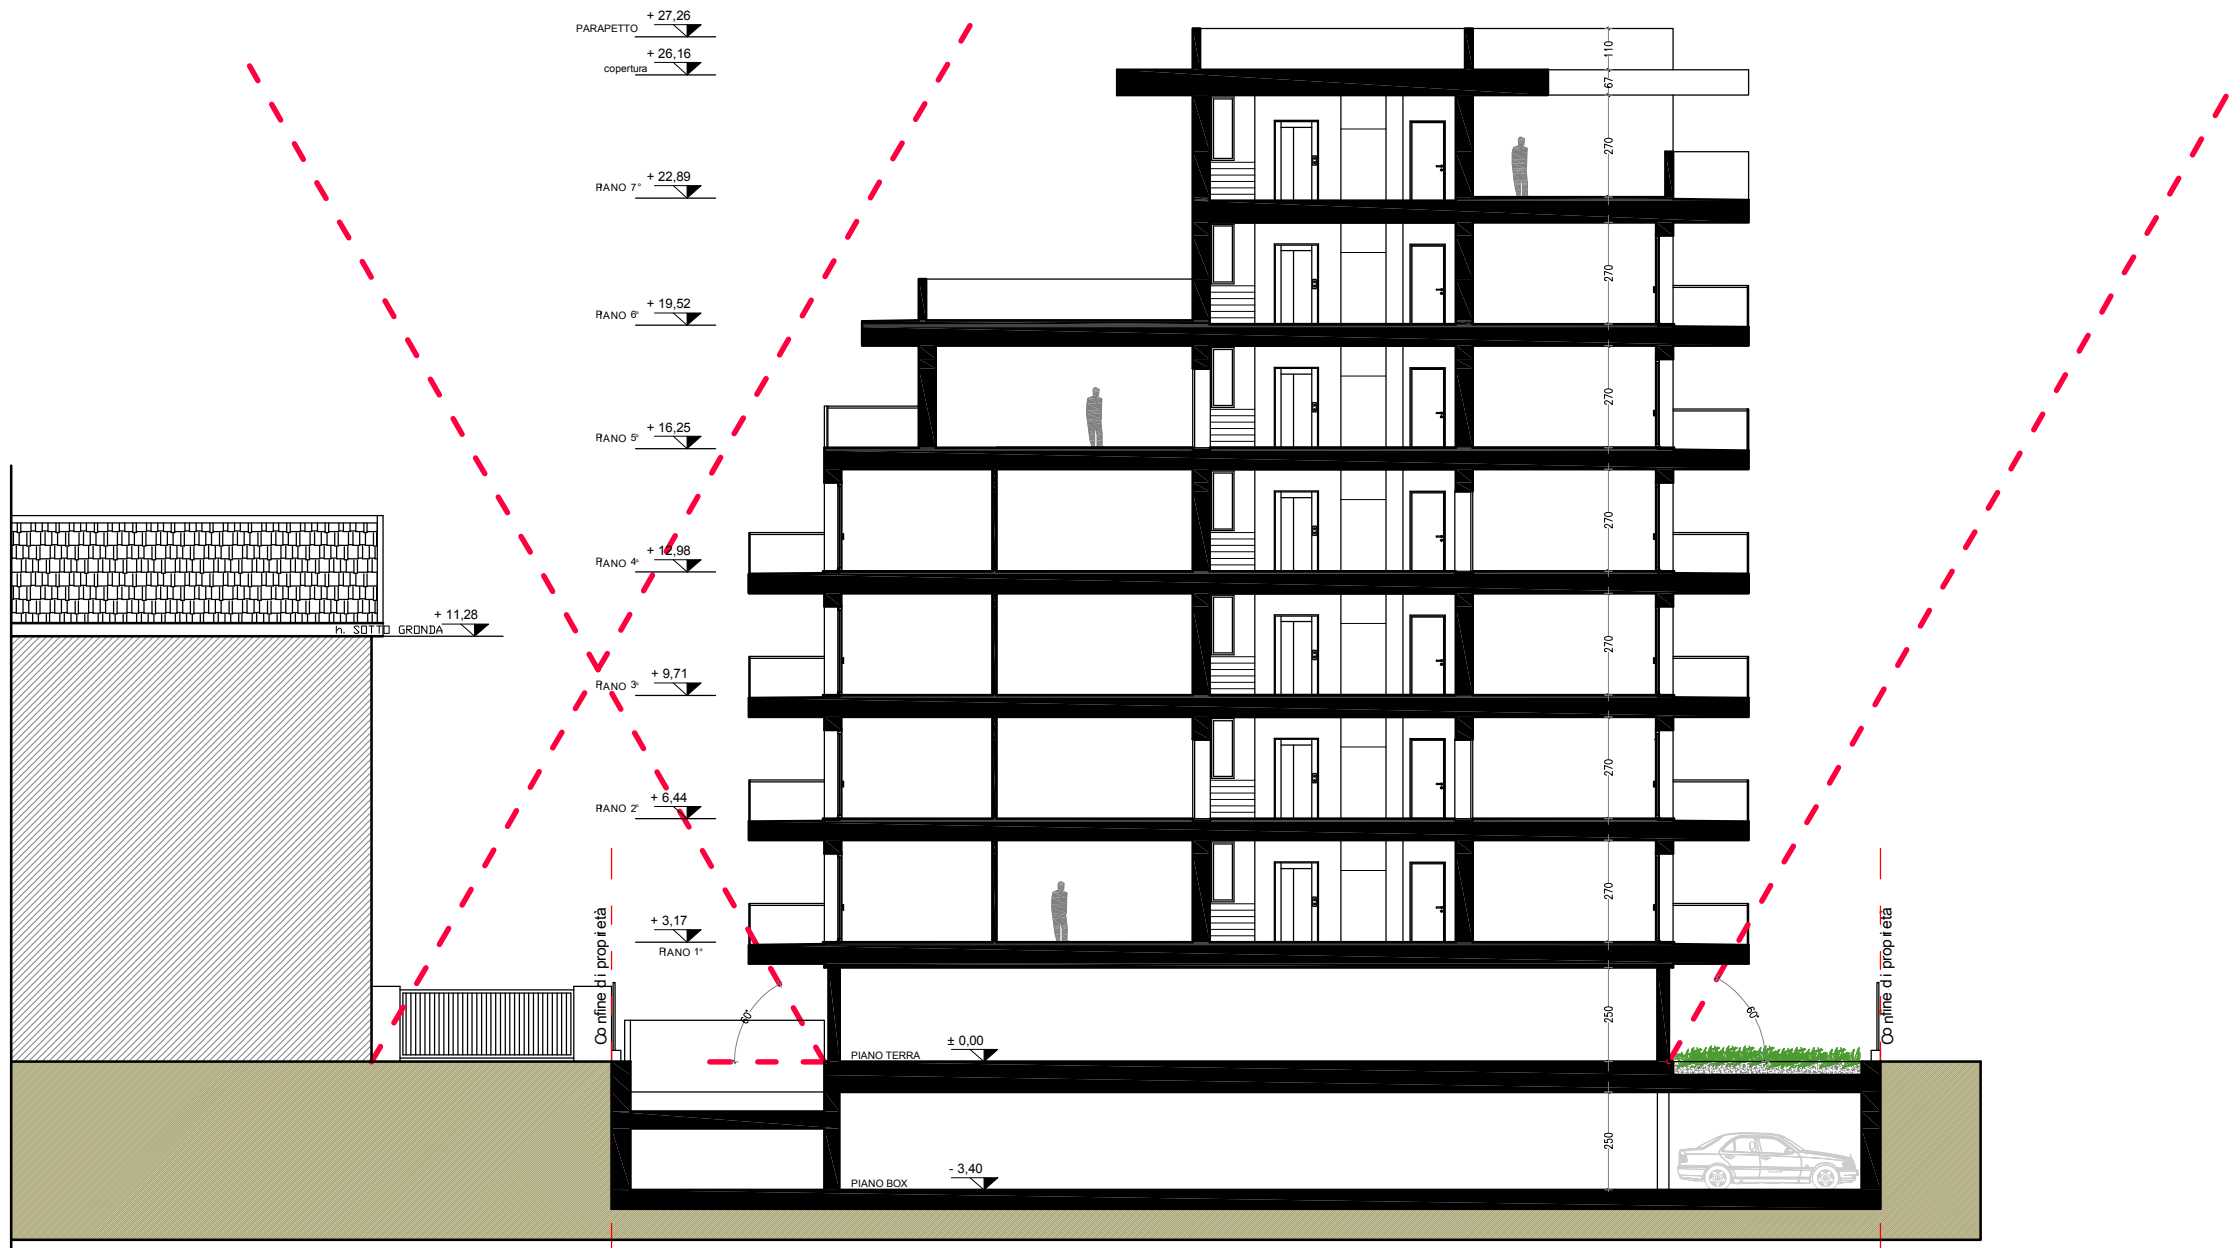 + 27,26
PARAPETTO
+ 26,16
copertura
110
67
270
+ 22,89
PIANO 7°
270
+ 19,52
PIANO 6°
270
+ 16,25
PIANO 5°
270
+ 12,98
PIANO 4°
+ 11,28
h. SOTTO GRONDA
270
+ 9,71
PIANO 3°
270
+ 6,44
PIANO 2°
270
+ 3,17
PIANO 1°
Confine di proprietà
Confine di proprietà
60°
60°
250
± 0,00
PIANO TERRA
250
- 3,40
PIANO BOX